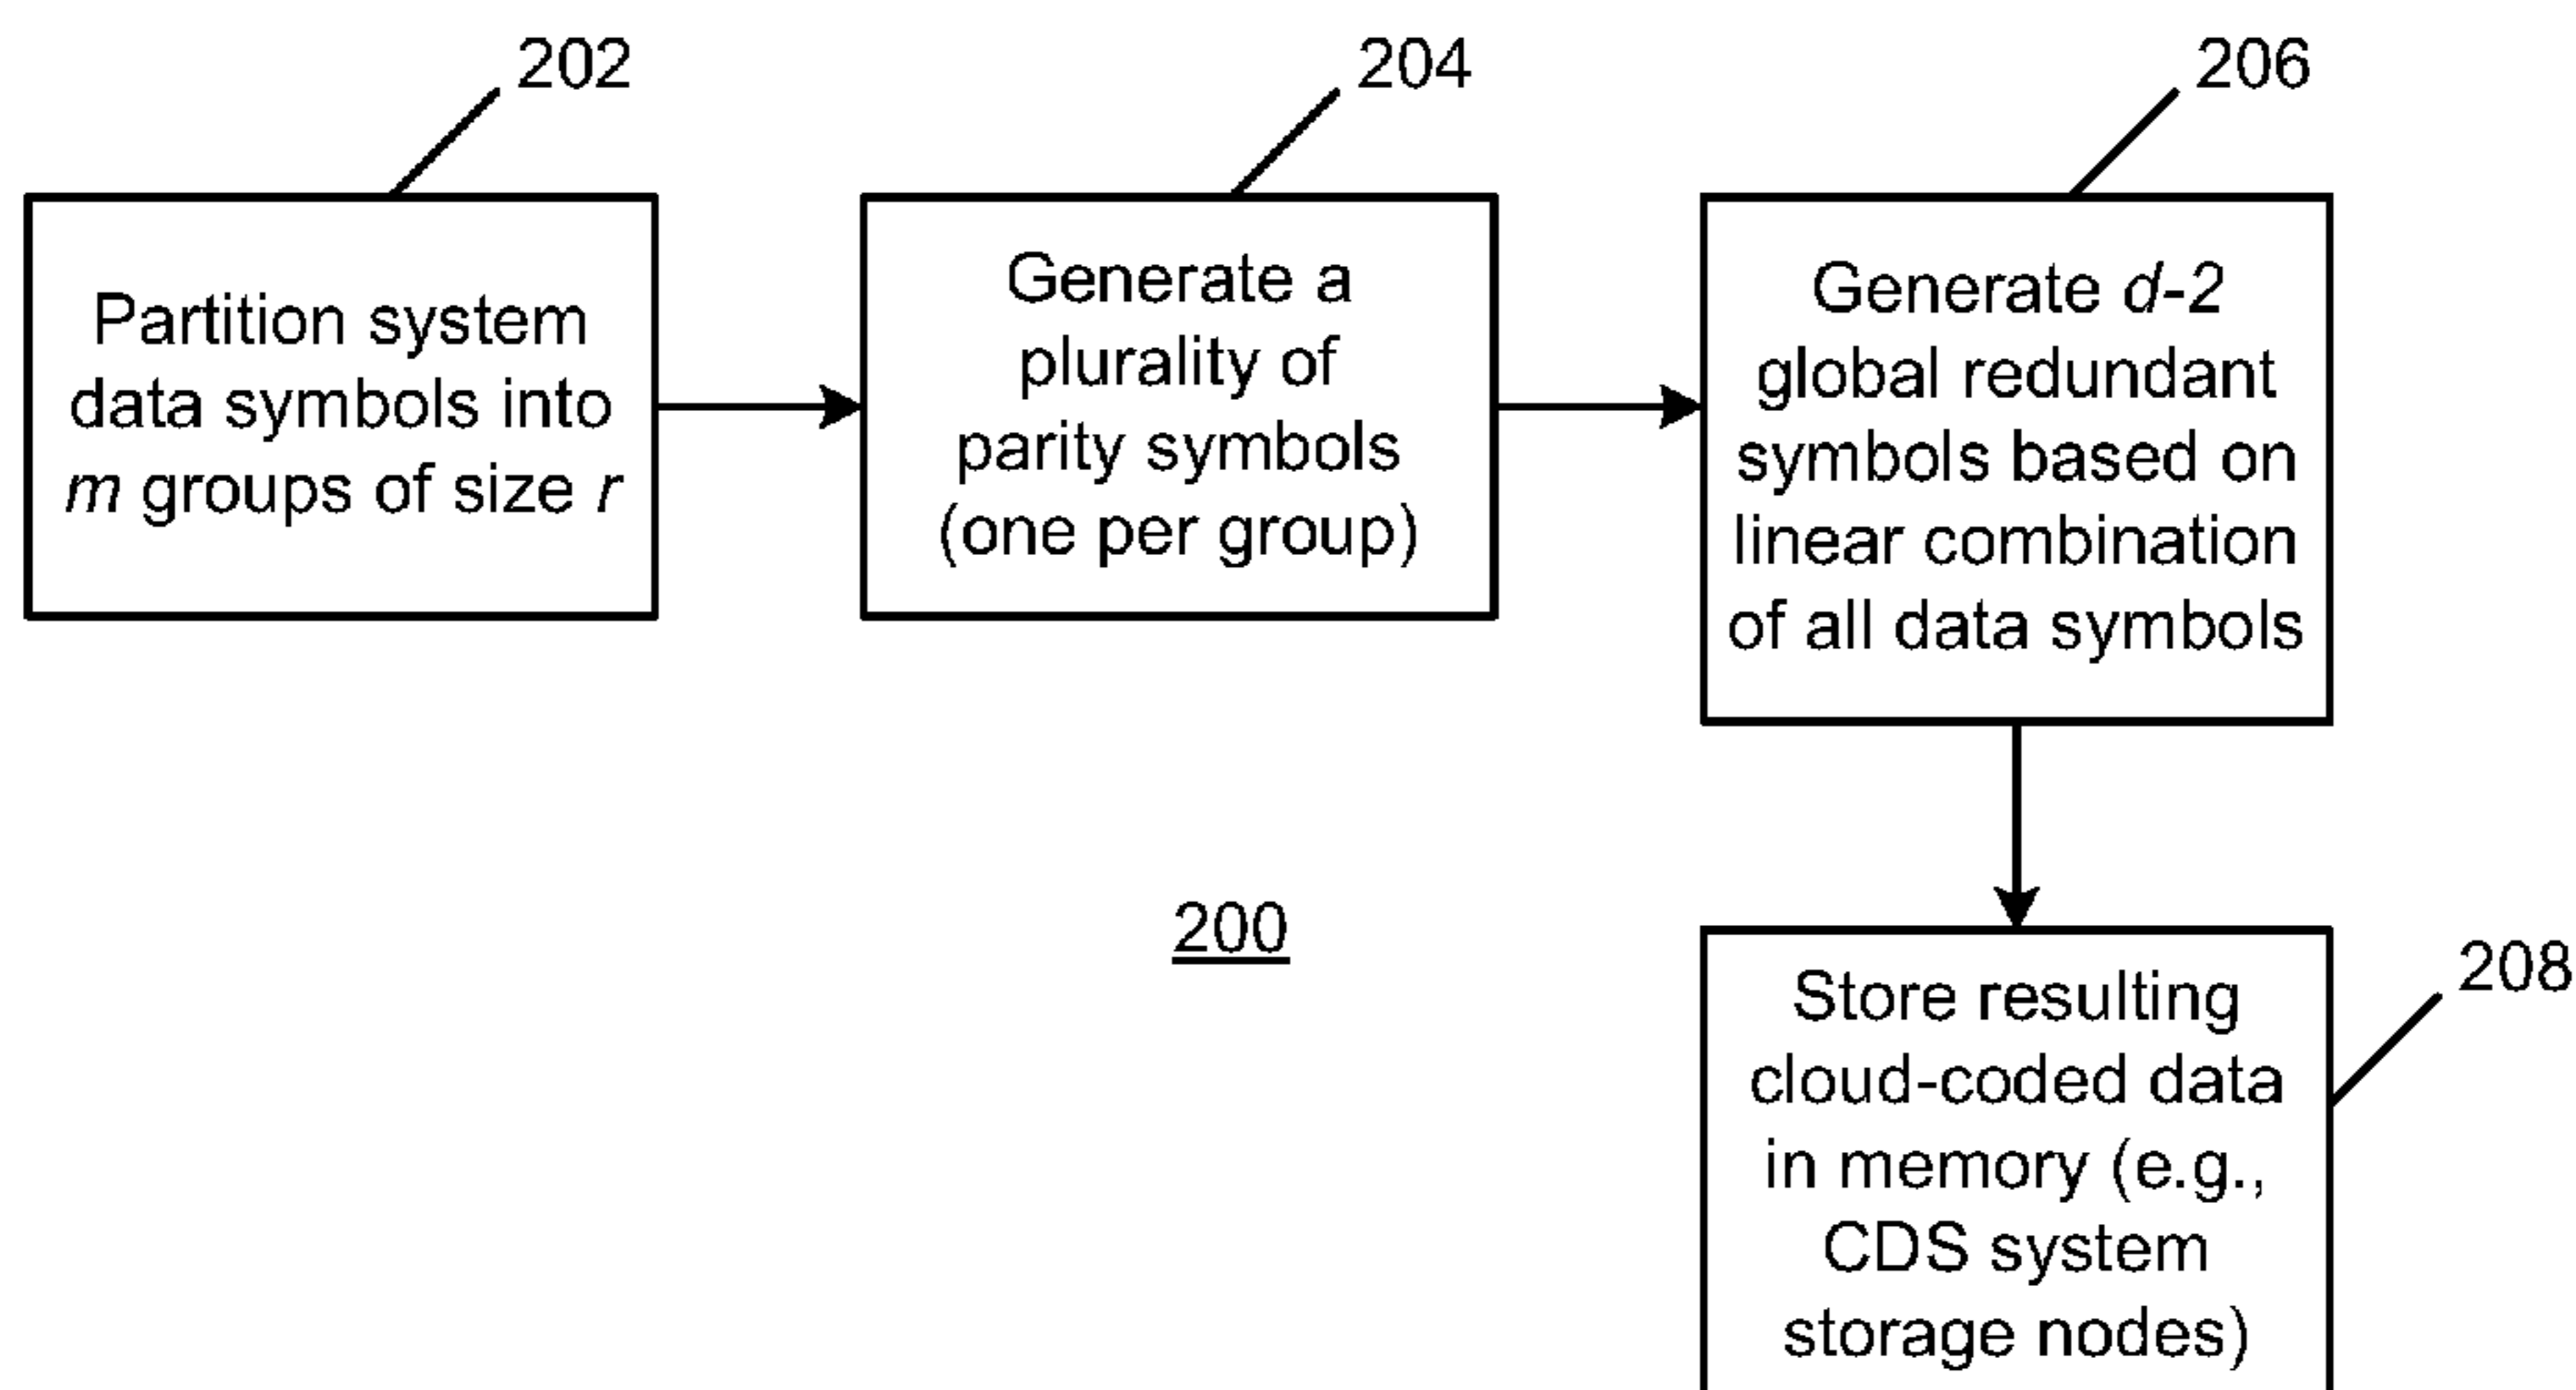 202
Partition system
data symbols into
m groups of size r
204
Generate a
plurality of
parity symbols
(one per group)
206
Generate d-2
global redundant
symbols based on
linear combination
of all data symbols
200
208
Store resulting
cloud-coded data
in memory (e.g.,
CDS system
storage nodes)